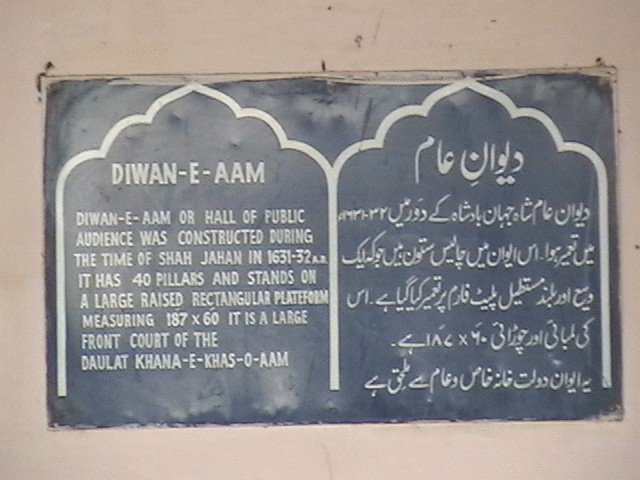 DIWAN-E-AAM
DIWAN-E-AAM OR HALL OF PUBLIC
AUDIENCE WAS CONSTRUCTED DURING
THE TIME OF SHAH JAHAN IN 1631-32 A.D.
IT HAS 40 PILLARS AND STANDS ON
A LARGE RAISED RECTANGULAR PLATEFORM
MEASURING 187 X 60 IT IS A LARGE
FRONT COURT OF THE
DAULAT KHANA-E-KHAS-O-AAM
دیوانِ عام
دیوان عام شاہ جہان بادشاہ کے دَور میں ۳۲-۱۶۳۱ء
میں تعمیر ہوا۔ اس ایوان میں چالیس ستون ہیں جو کہ ایک
وسیع اور بلند مستطیل پلیٹ فارم پر تعمیر کیا گیا ہے۔ اس
کی لمبائی اور چوڑائی ۶۰ × ۱۸۷ ہے۔
یہ ایوان دولت خانہ خاص و عام سے ملحق ہے